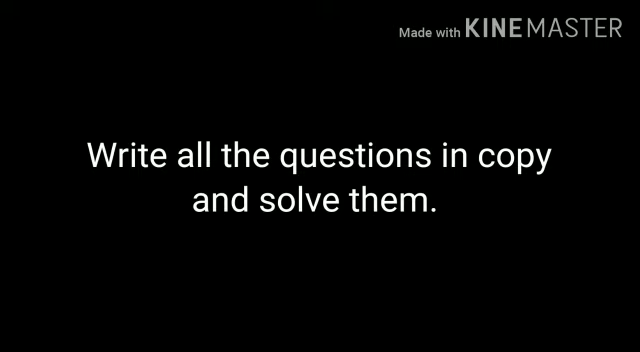 Made with KINEMASTER
Write all the questions in copy
and solve them.